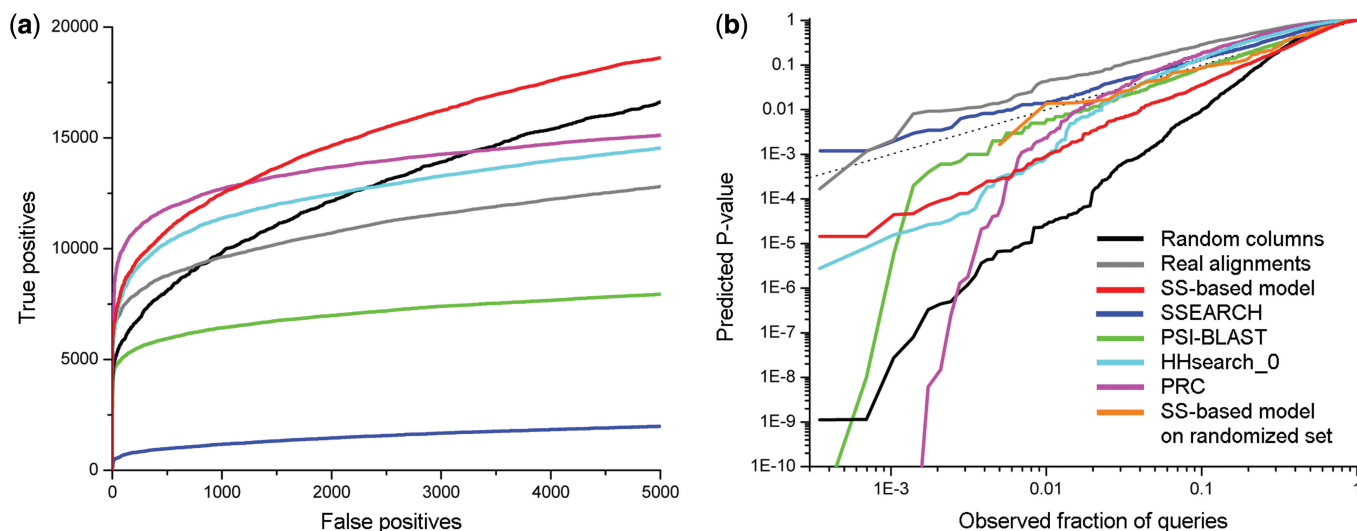 (a)
20000
15000
10000
5000
0
True positives
0
1000
2000
3000
4000
5000
False positives
(b)
1
0.1
0.01
1E-3
1E-4
1E-5
1E-6
1E-7
1E-8
1E-9
1E-10
Predicted P-value
Random columns
Real alignments
SS-based model
SSEARCH
PSI-BLAST
HHsearch_0
PRC
SS-based model
on randomized set
1E-3
0.01
0.1
1
Observed fraction of queries